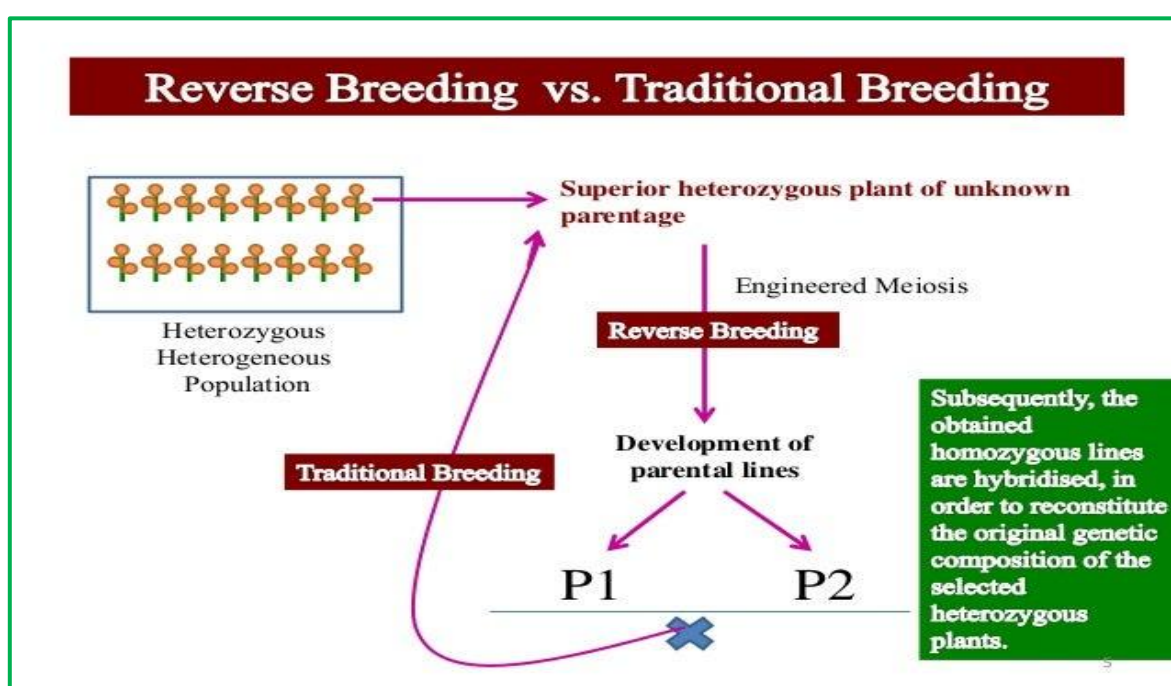 Reverse Breeding vs. Traditional Breeding
Superior heterozygous plant of unknown
parentage
Engineered Meiosis
Heterozygous
Heterogeneous
Population
Reverse Breeding
Traditional Breeding
Development of
parental lines
P1 P2
Subsequently, the
obtained
homozygous lines
are hybridised, in
order to reconstitute
the original genetic
composition of the
selected
heterozygous
plants.
5